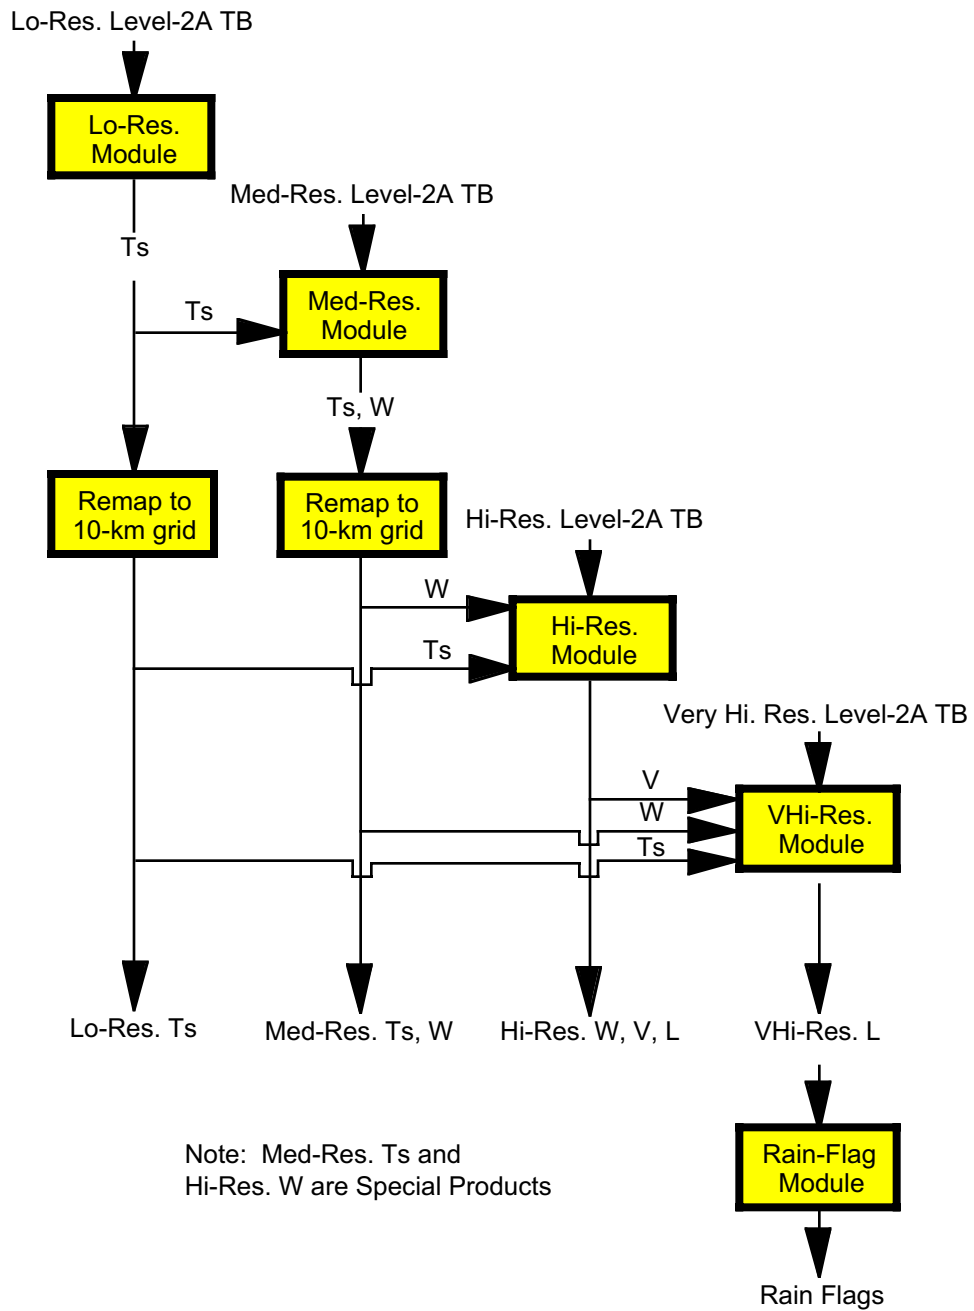 Lo-Res. Level-2A TB
Lo-Res.
Module
Med-Res. Level-2A TB
Ts
Ts
Med-Res.
Module
Ts, W
Remap to
10-km grid
Remap to
10-km grid
Hi-Res. Level-2A TB
W
Hi-Res.
Module
Ts
Very Hi. Res. Level-2A TB
V
W
Ts
VHi-Res.
Module
Lo-Res. Ts
Med-Res. Ts, W
Hi-Res. W, V, L
VHi-Res. L
Note:  Med-Res. Ts and
Hi-Res. W are Special Products
Rain-Flag
Module
Rain Flags